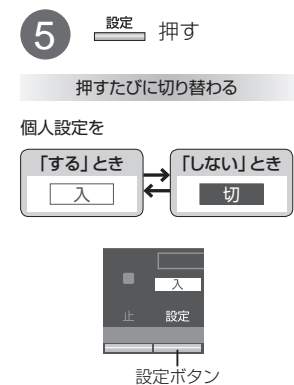 5 設定 押す
押すたびに切り替わる
個人設定を
「する」とき 「しない」とき
入 切
入
止 設定
設定ボタン